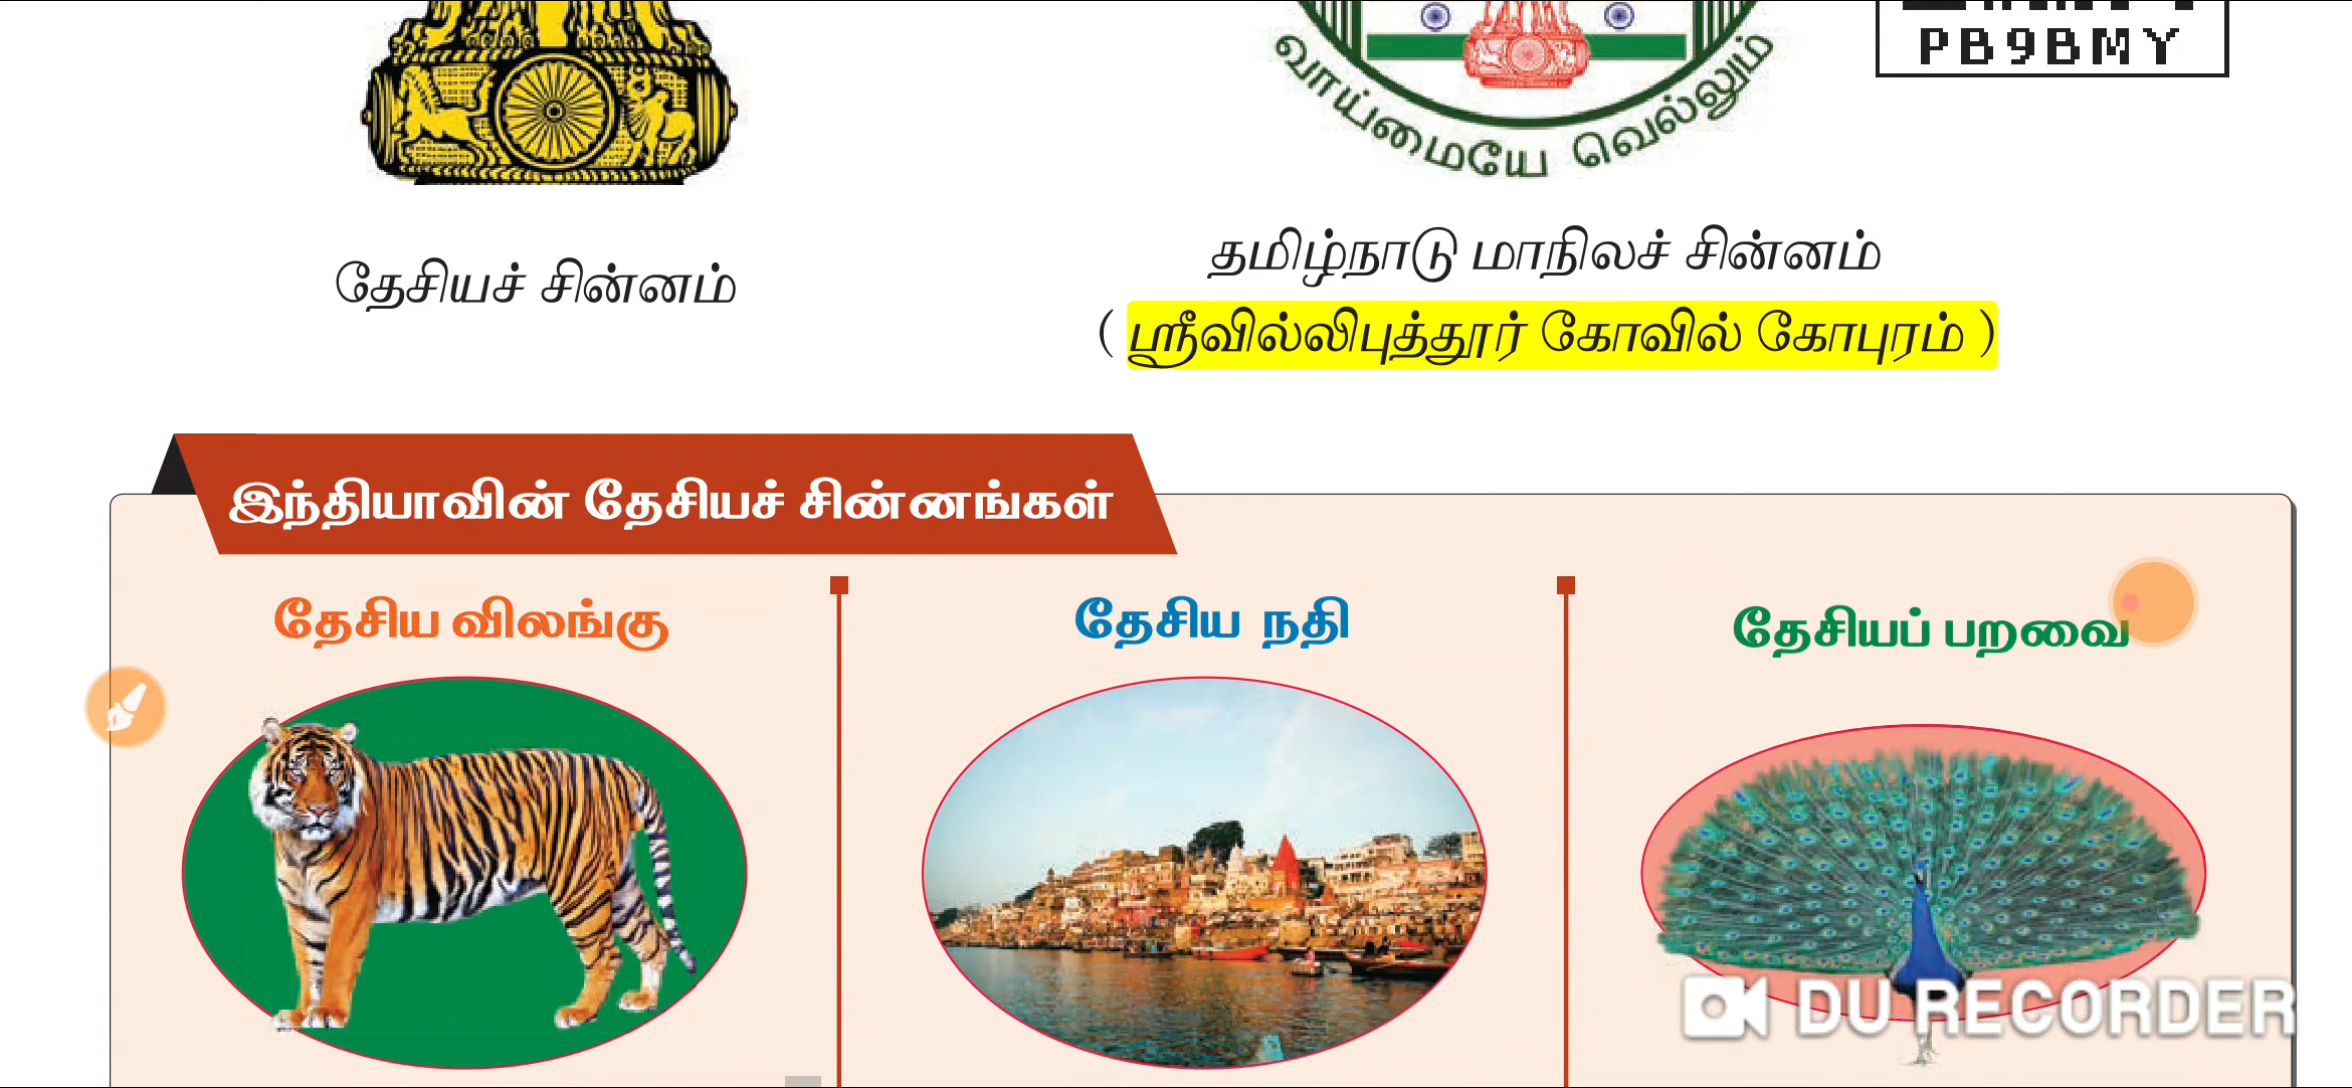 PB9BMY
வாய்மையே வெல்லும்
தேசியச் சின்னம்
தமிழ்நாடு மாநிலச் சின்னம்
( ஸ்ரீவில்லிபுத்தூர் கோவில் கோபுரம் )
இந்தியாவின் தேசியச் சின்னங்கள்
தேசிய விலங்கு
தேசிய நதி
தேசியப் பறவை
DU RECORDER